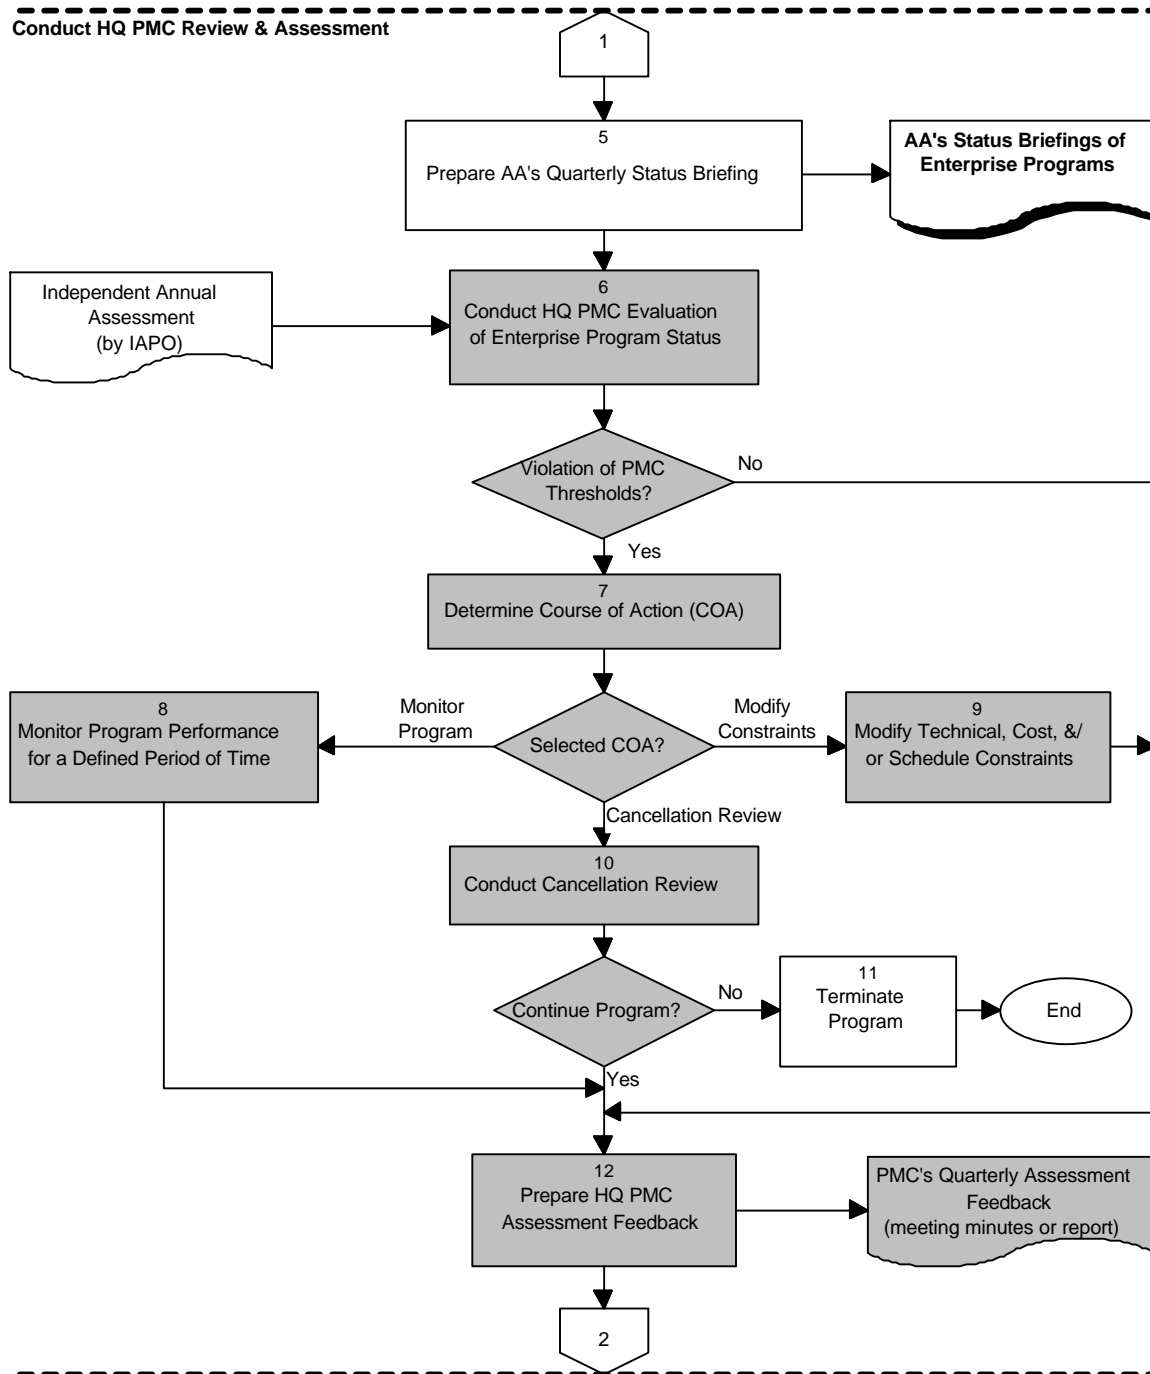 Conduct HQ PMC Review & Assessment
1
5
Prepare AA's Quarterly Status Briefing
AA's Status Briefings of
Enterprise Programs
Independent Annual
Assessment
(by IAPO)
6
Conduct HQ PMC Evaluation
of Enterprise Program Status
Violation of PMC
Thresholds?
No
Yes
7
Determine Course of Action (COA)
8
Monitor Program Performance
for a Defined Period of Time
Monitor
Program
Selected COA?
Modify
Constraints
9
Modify Technical, Cost, &/
or Schedule Constraints
Cancellation Review
10
Conduct Cancellation Review
Continue Program?
No
11
Terminate
Program
End
Yes
12
Prepare HQ PMC
Assessment Feedback
PMC's Quarterly Assessment
Feedback
(meeting minutes or report)
2